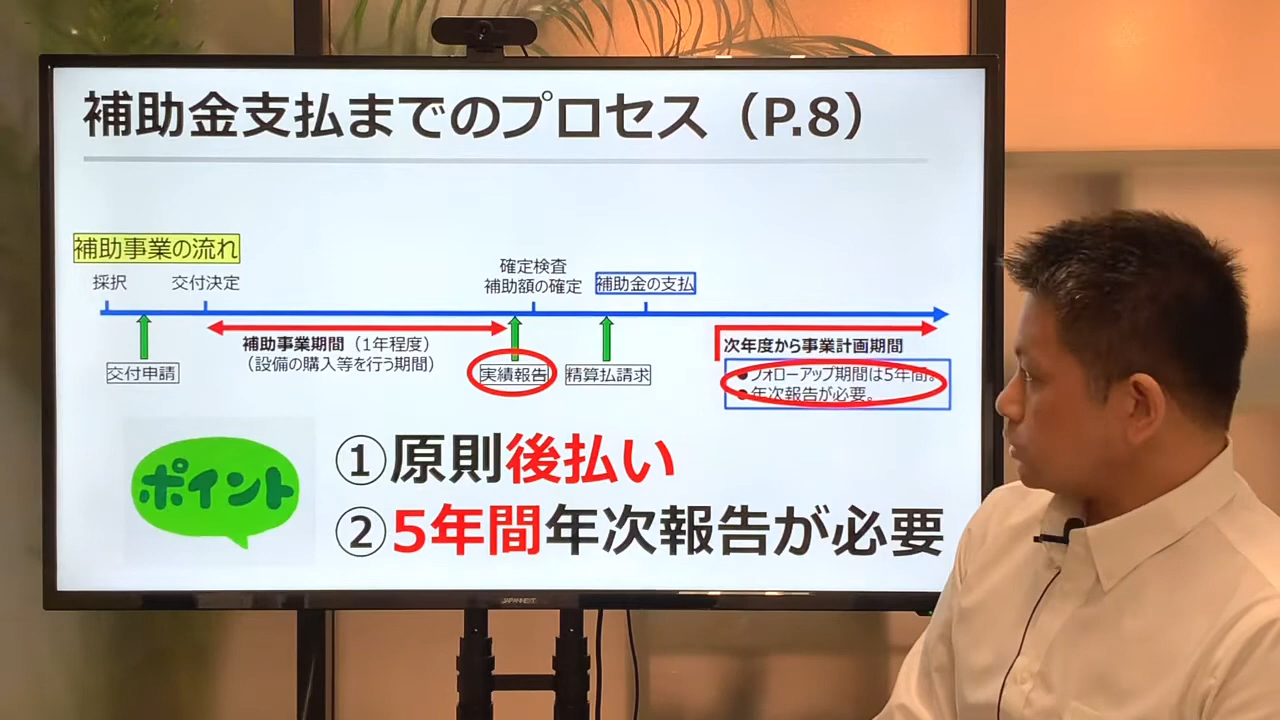 補助金支払までのプロセス（P.8）
補助事業の流れ
採択
交付決定
確定検査
補助額の確定
補助金の支払
補助事業期間（1年程度）
（設備の購入等を行う期間）
次年度から事業計画期間
交付申請
実績報告
精算払請求
●フォローアップ期間は5年間。
●年次報告が必要。
ポイント
①原則後払い
②5年間年次報告が必要
JAPANNEXT